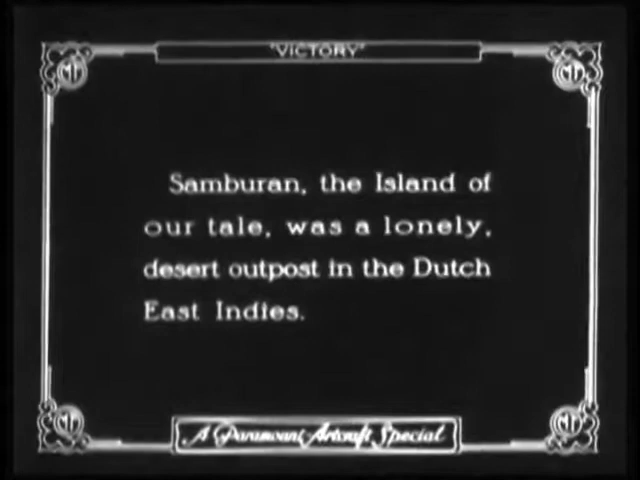 "VICTORY"
Samburan, the Island of
our tale, was a lonely,
desert outpost in the Dutch
East Indies.
A Paramount Artcraft Special